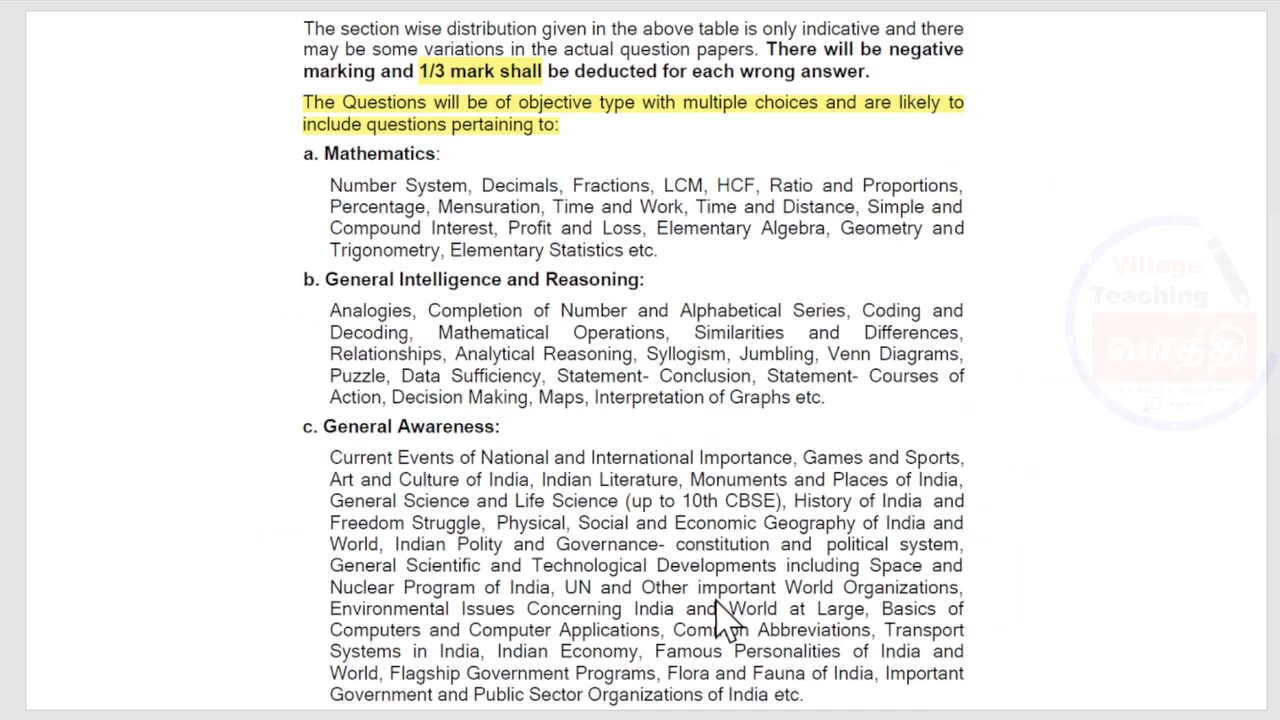 The section wise distribution given in the above table is only indicative and there
may be some variations in the actual question papers. There will be negative
marking and 1/3 mark shall be deducted for each wrong answer.
The Questions will be of objective type with multiple choices and are likely to
include questions pertaining to:
a. Mathematics:
Number System, Decimals, Fractions, LCM, HCF, Ratio and Proportions,
Percentage, Mensuration, Time and Work, Time and Distance, Simple and
Compound Interest, Profit and Loss, Elementary Algebra, Geometry and
Trigonometry, Elementary Statistics etc.
b. General Intelligence and Reasoning:
Analogies, Completion of Number and Alphabetical Series, Coding and
Decoding, Mathematical Operations, Similarities and Differences,
Relationships, Analytical Reasoning, Syllogism, Jumbling, Venn Diagrams,
Puzzle, Data Sufficiency, Statement- Conclusion, Statement- Courses of
Action, Decision Making, Maps, Interpretation of Graphs etc.
c. General Awareness:
Current Events of National and International Importance, Games and Sports,
Art and Culture of India, Indian Literature, Monuments and Places of India,
General Science and Life Science (up to 10th CBSE), History of India and
Freedom Struggle, Physical, Social and Economic Geography of India and
World, Indian Polity and Governance- constitution and political system,
General Scientific and Technological Developments including Space and
Nuclear Program of India, UN and Other important World Organizations,
Environmental Issues Concerning India and World at Large, Basics of
Computers and Computer Applications, Common Abbreviations, Transport
Systems in India, Indian Economy, Famous Personalities of India and
World, Flagship Government Programs, Flora and Fauna of India, Important
Government and Public Sector Organizations of India etc.
Village
Teaching
வாத்தி